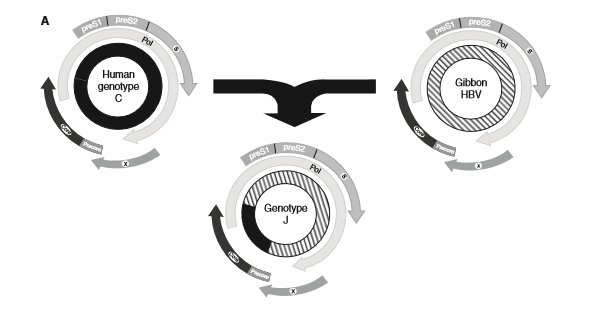 A
preS1
preS2
Pol
S
Human
genotype
C
Precore
X
preS1
preS2
Pol
S
Gibbon
HBV
Precore
X
preS1
preS2
Pol
S
Genotype
J
Precore
X